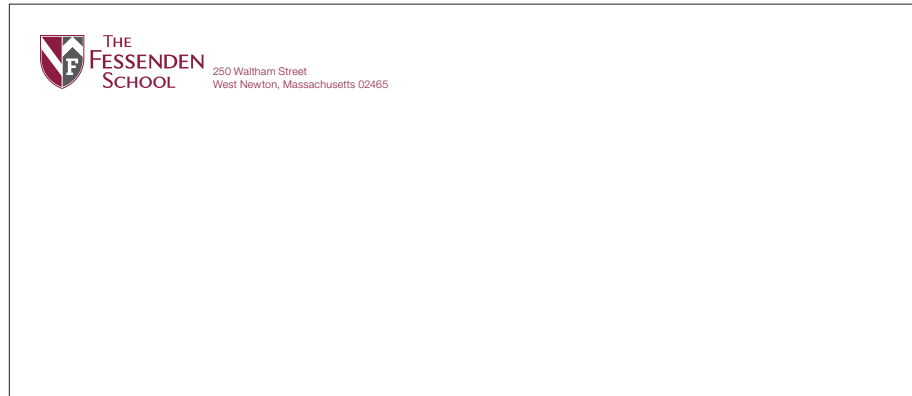 F
THE
FESSENDEN
SCHOOL
250 Waltham Street
West Newton, Massachusetts 02465